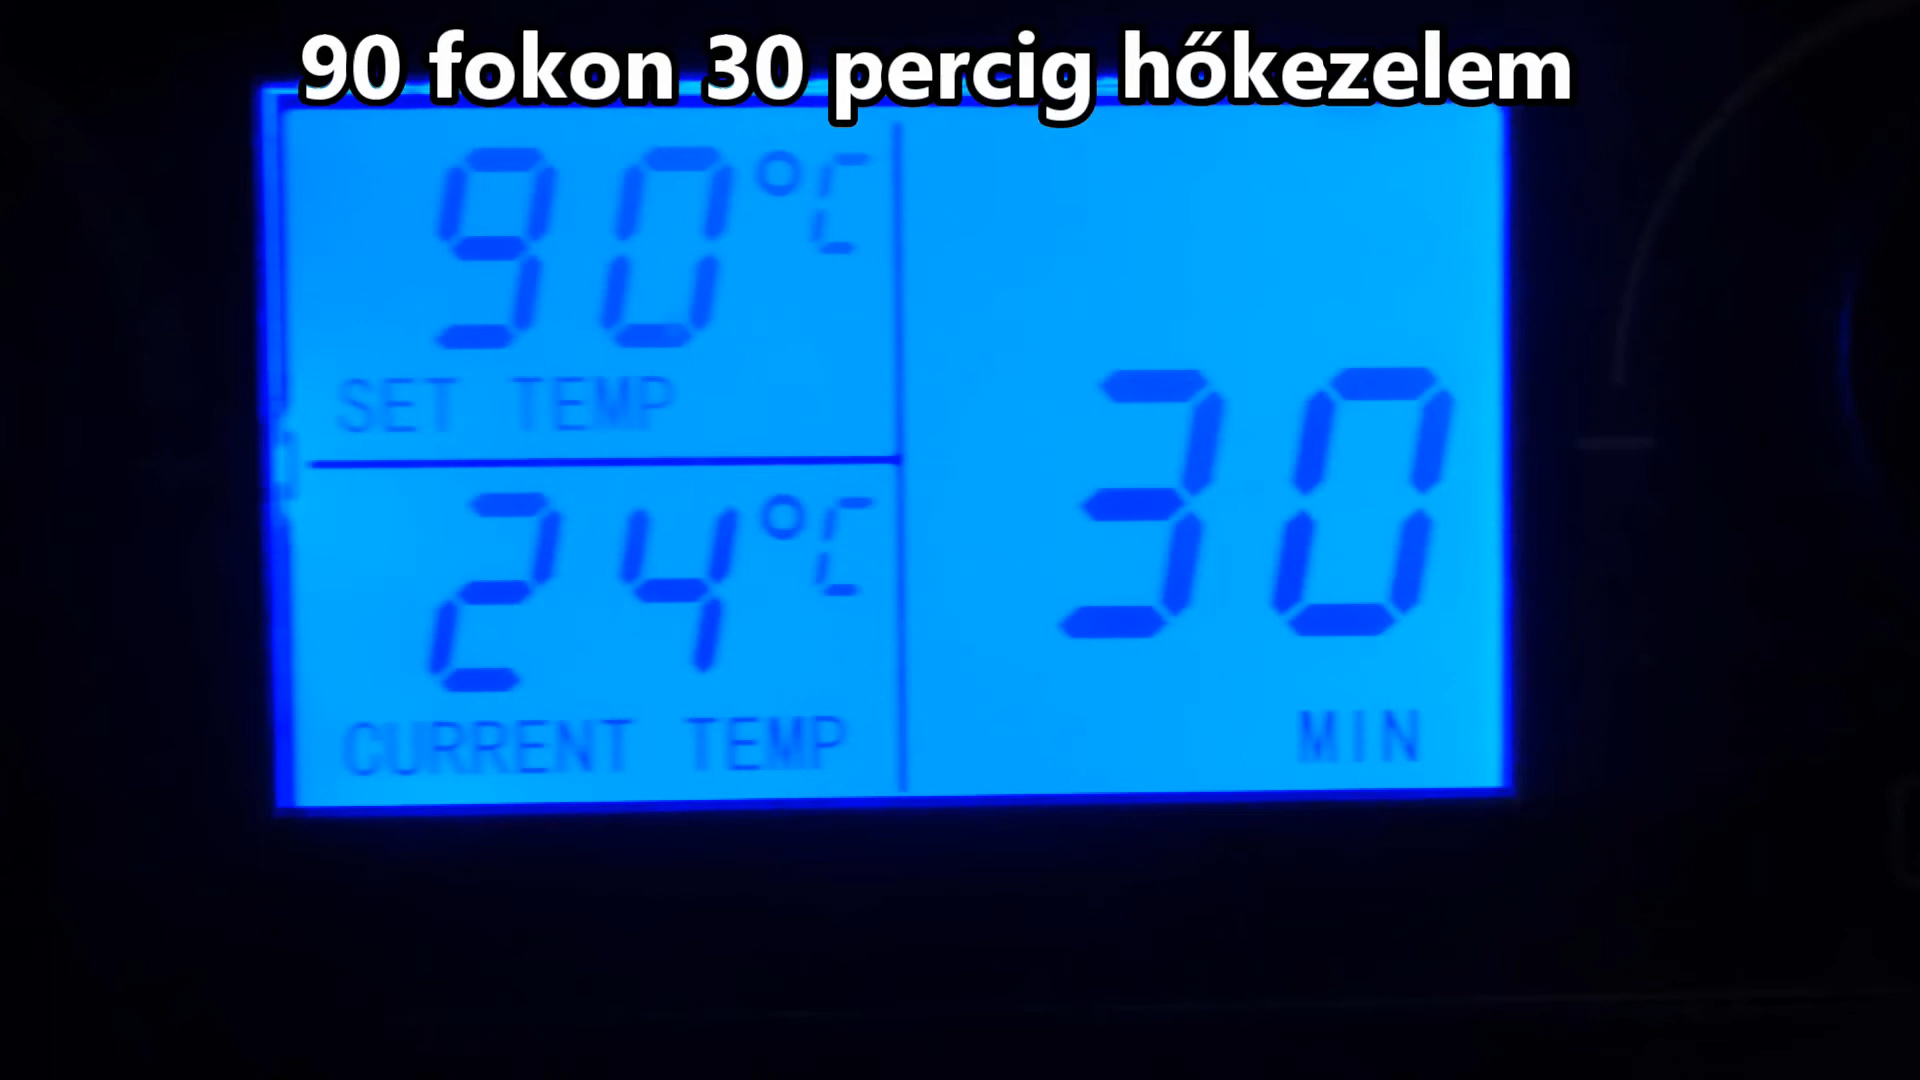 90 fokon 30 percig hőkezelem
90°C
SET TEMP
24°C
CURRENT TEMP
30
MIN